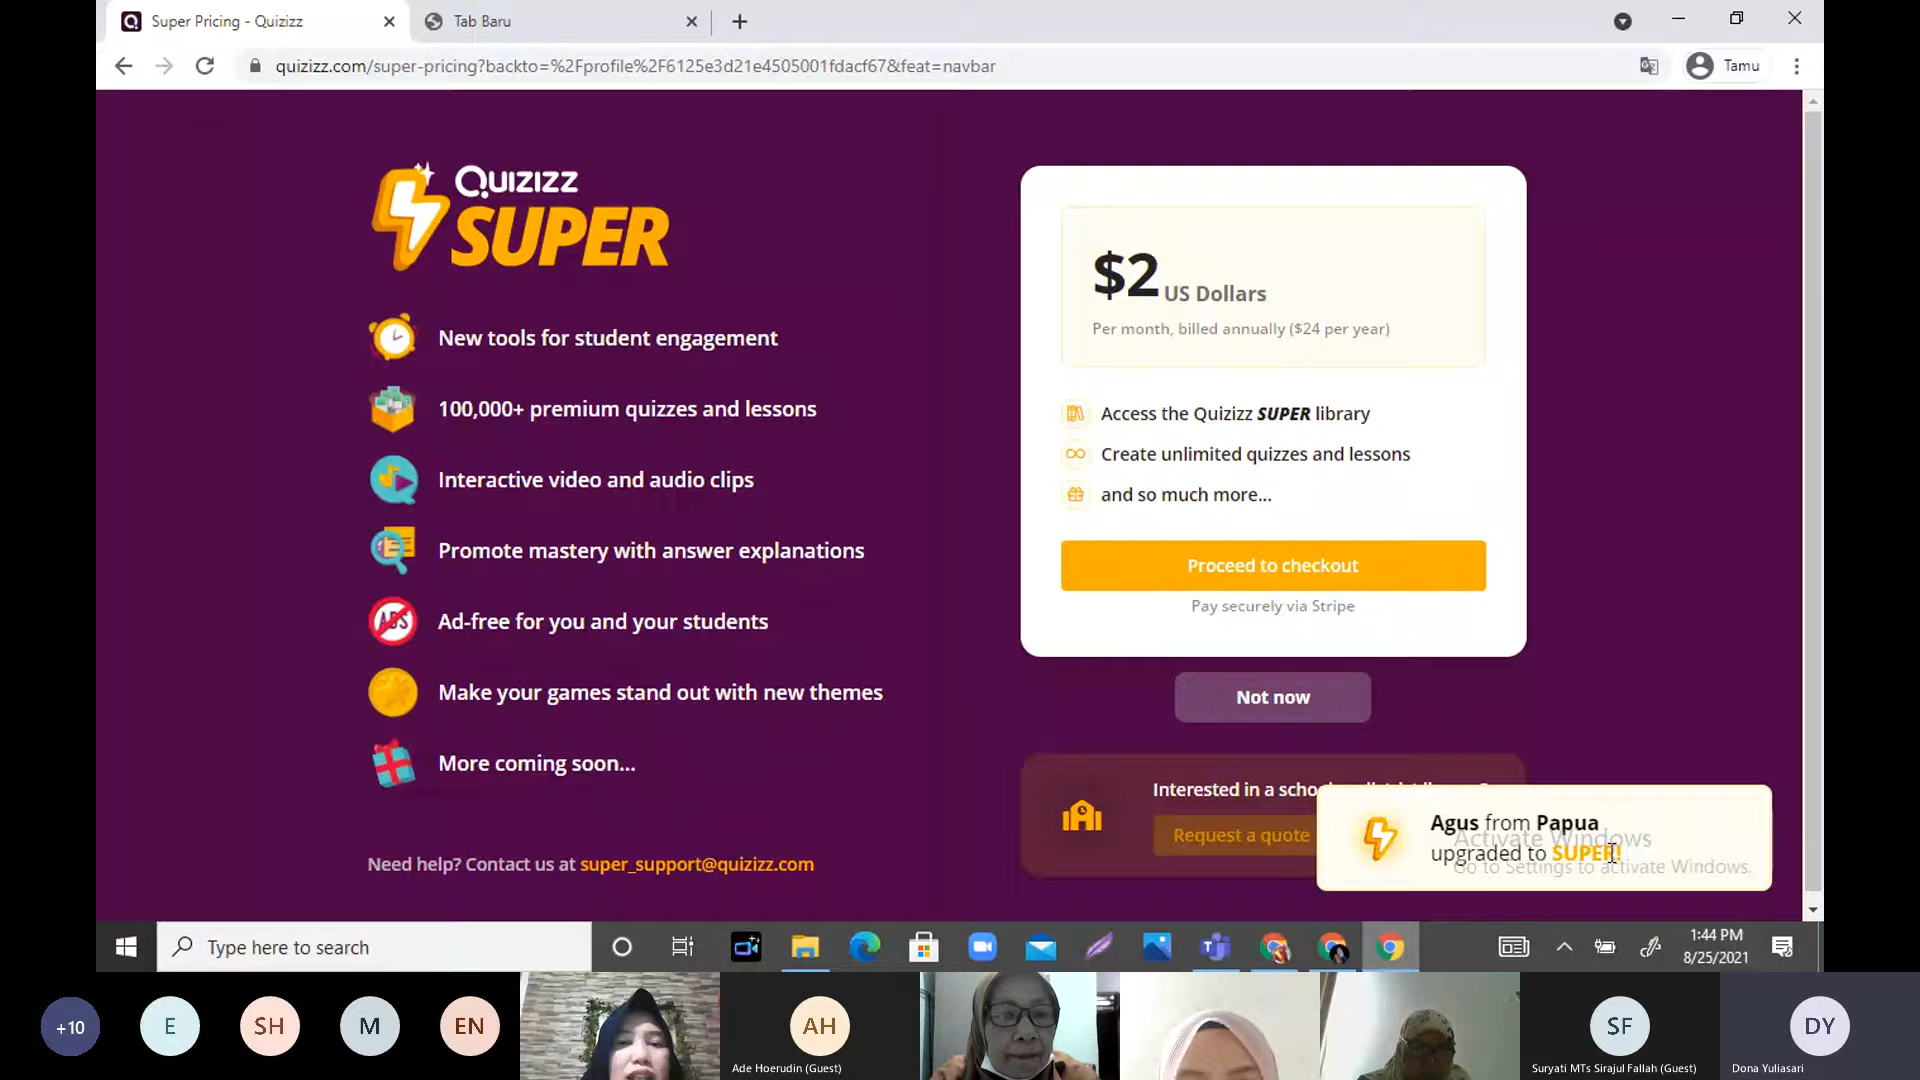 Super Pricing - Quizizz
Tab Baru
quizizz.com/super-pricing?backto=%2Fprofile%2F6125e3d21e4505001fdacf67&feat=navbar
Tamu
Quizizz
SUPER
New tools for student engagement
100,000+ premium quizzes and lessons
Interactive video and audio clips
ADS
Promote mastery with answer explanations
Ad-free for you and your students
Make your games stand out with new themes
More coming soon...
Need help? Contact us at super_support@quizizz.com
$2 US Dollars
Per month, billed annually ($24 per year)
Access the Quizizz SUPER library
Create unlimited quizzes and lessons
and so much more...
Proceed to checkout
Pay securely via Stripe
Not now
Interested in a
Request a quote
Agus from Papua
upgraded to SUPER!
Activate Windows
Go to Settings to activate Windows.
Type here to search
1:44 PM
8/25/2021
+10
E
SH
M
EN
AH
Ade Hoerudin (Guest)
SF
Suryati MTs Sirajul Fallah (Guest)
DY
Dona Yuliasari